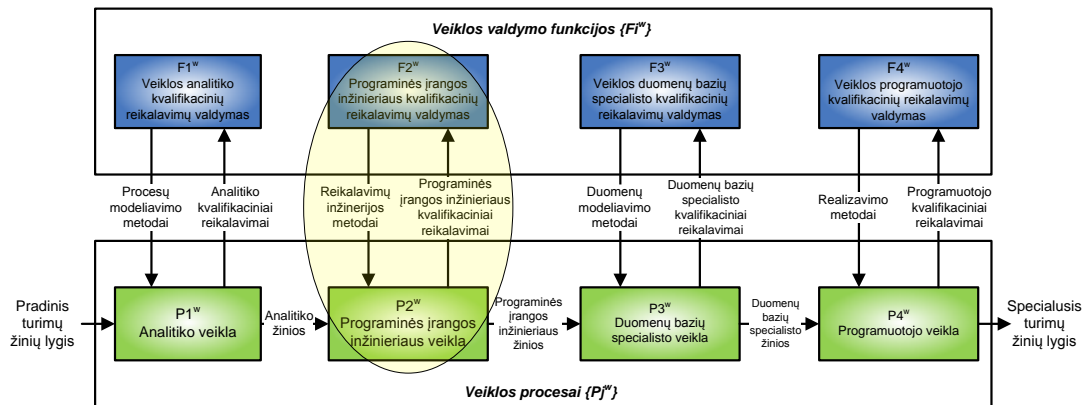 Veiklos valdymo funkcijos {Fiʷ}
F1ʷ
Veiklos analitiko
kvalifikacinių
reikalavimų valdymas
F2ʷ
Programinės įrangos
inžinieriaus kvalifikacinių
reikalavimų valdymas
F3ʷ
Veiklos duomenų bazių
specialisto kvalifikacinių
reikalavimų valdymas
F4ʷ
Veiklos programuotojo
kvalifikacinių reikalavimų
valdymas
Procesų
modeliavimo
metodai
Analitiko
kvalifikaciniai
reikalavimai
Reikalavimų
inžinerijos
metodai
Programinės
įrangos inžinieriaus
kvalifikaciniai
reikalavimai
Duomenų
modeliavimo
metodai
Duomenų bazių
specialisto
kvalifikaciniai
reikalavimai
Realizavimo
metodai
Programuotojo
kvalifikaciniai
reikalavimai
Pradinis
turimų
žinių lygis
P1ʷ
Analitiko veikla
Analitiko
žinios
P2ʷ
Programinės įrangos
inžinieriaus veikla
Programinės
įrangos
inžinieriaus
žinios
P3ʷ
Duomenų bazių
specialisto veikla
Duomenų
bazių
specialisto
žinios
P4ʷ
Programuotojo veikla
Specialusis
turimų
žinių lygis
Veiklos procesai {Pjʷ}